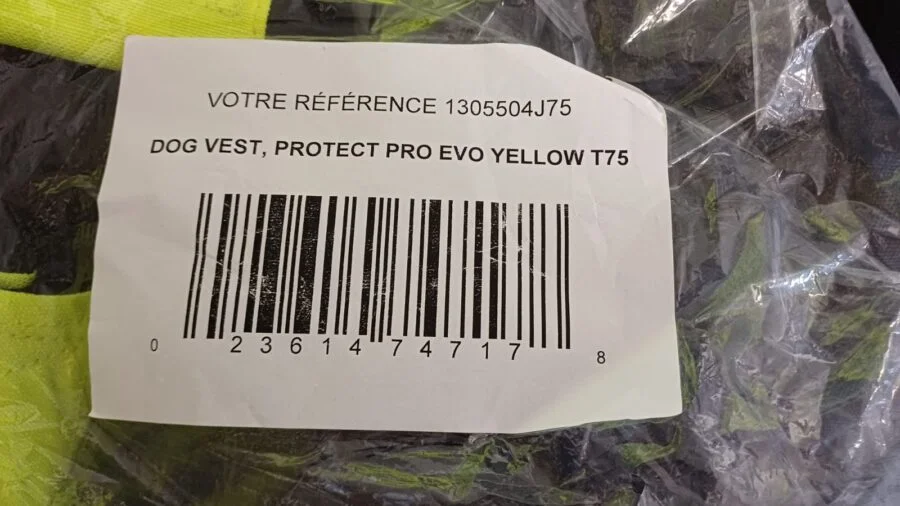 VOTRE RÉFÉRENCE 1305504J75
DOG VEST, PROTECT PRO EVO YELLOW T75
0 23614 74717 8